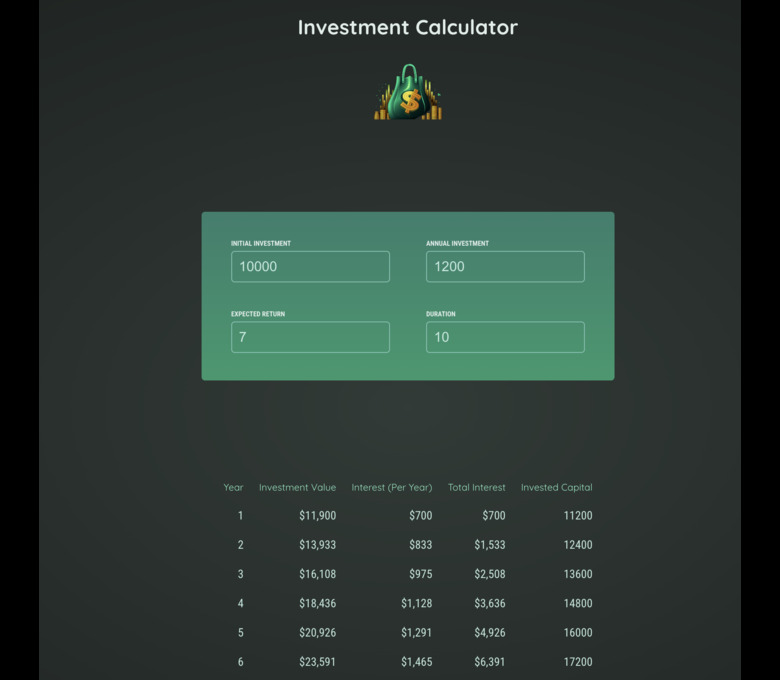 Investment Calculator
$
INITIAL INVESTMENT ANNUAL INVESTMENT
10000 1200
EXPECTED RETURN DURATION
7 10
Year Investment Value Interest (Per Year) Total Interest Invested Capital
1 $11,900 $700 $700 11200
2 $13,933 $833 $1,533 12400
3 $16,108 $975 $2,508 13600
4 $18,436 $1,128 $3,636 14800
5 $20,926 $1,291 $4,926 16000
6 $23,591 $1,465 $6,391 17200